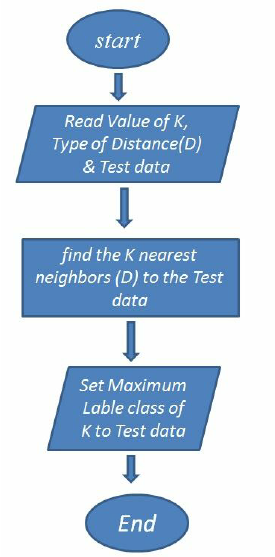 start
Read Value of K,
Type of Distance(D)
& Test data
find the K nearest
neighbors (D) to the Test
data
Set Maximum
Lable class of
K to Test data
End